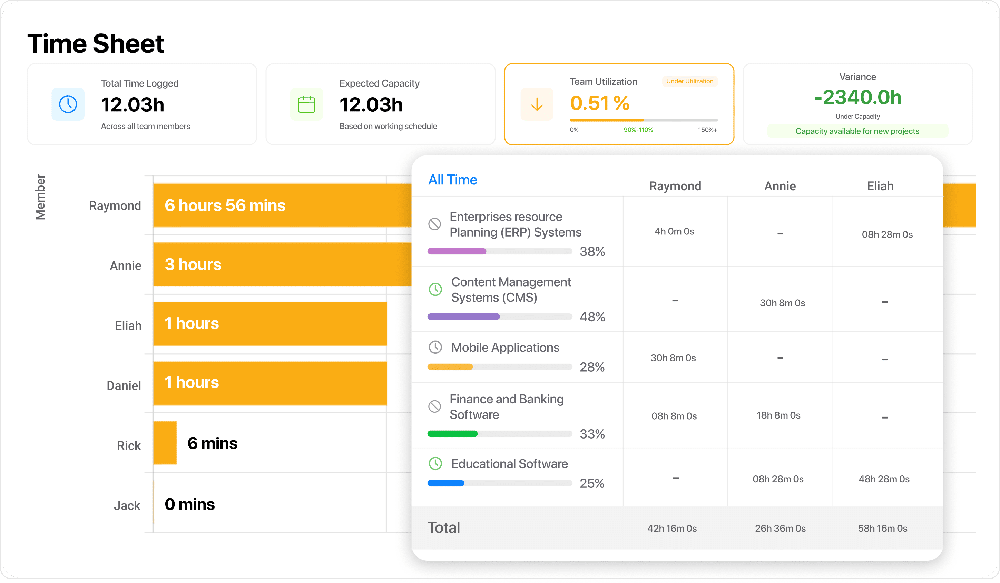 Time Sheet
Total Time Logged
12.03h
Across all team members
Expected Capacity
12.03h
Based on working schedule
Team Utilization
Under Utilization
0.51 %
0%
90%-110%
150%+
Variance
-2340.0h
Under Capacity
Capacity available for new projects
Member
Raymond
6 hours 56 mins
Annie
3 hours
Eliah
1 hours
Daniel
1 hours
Rick
6 mins
Jack
0 mins
All Time
Raymond
Annie
Eliah
Enterprises resource
Planning (ERP) Systems
38%
4h 0m 0s
-
08h 28m 0s
Content Management
Systems (CMS)
48%
-
30h 8m 0s
-
Mobile Applications
28%
30h 8m 0s
-
-
Finance and Banking
Software
33%
08h 8m 0s
18h 8m 0s
-
Educational Software
25%
-
08h 28m 0s
48h 28m 0s
Total
42h 16m 0s
26h 36m 0s
58h 16m 0s